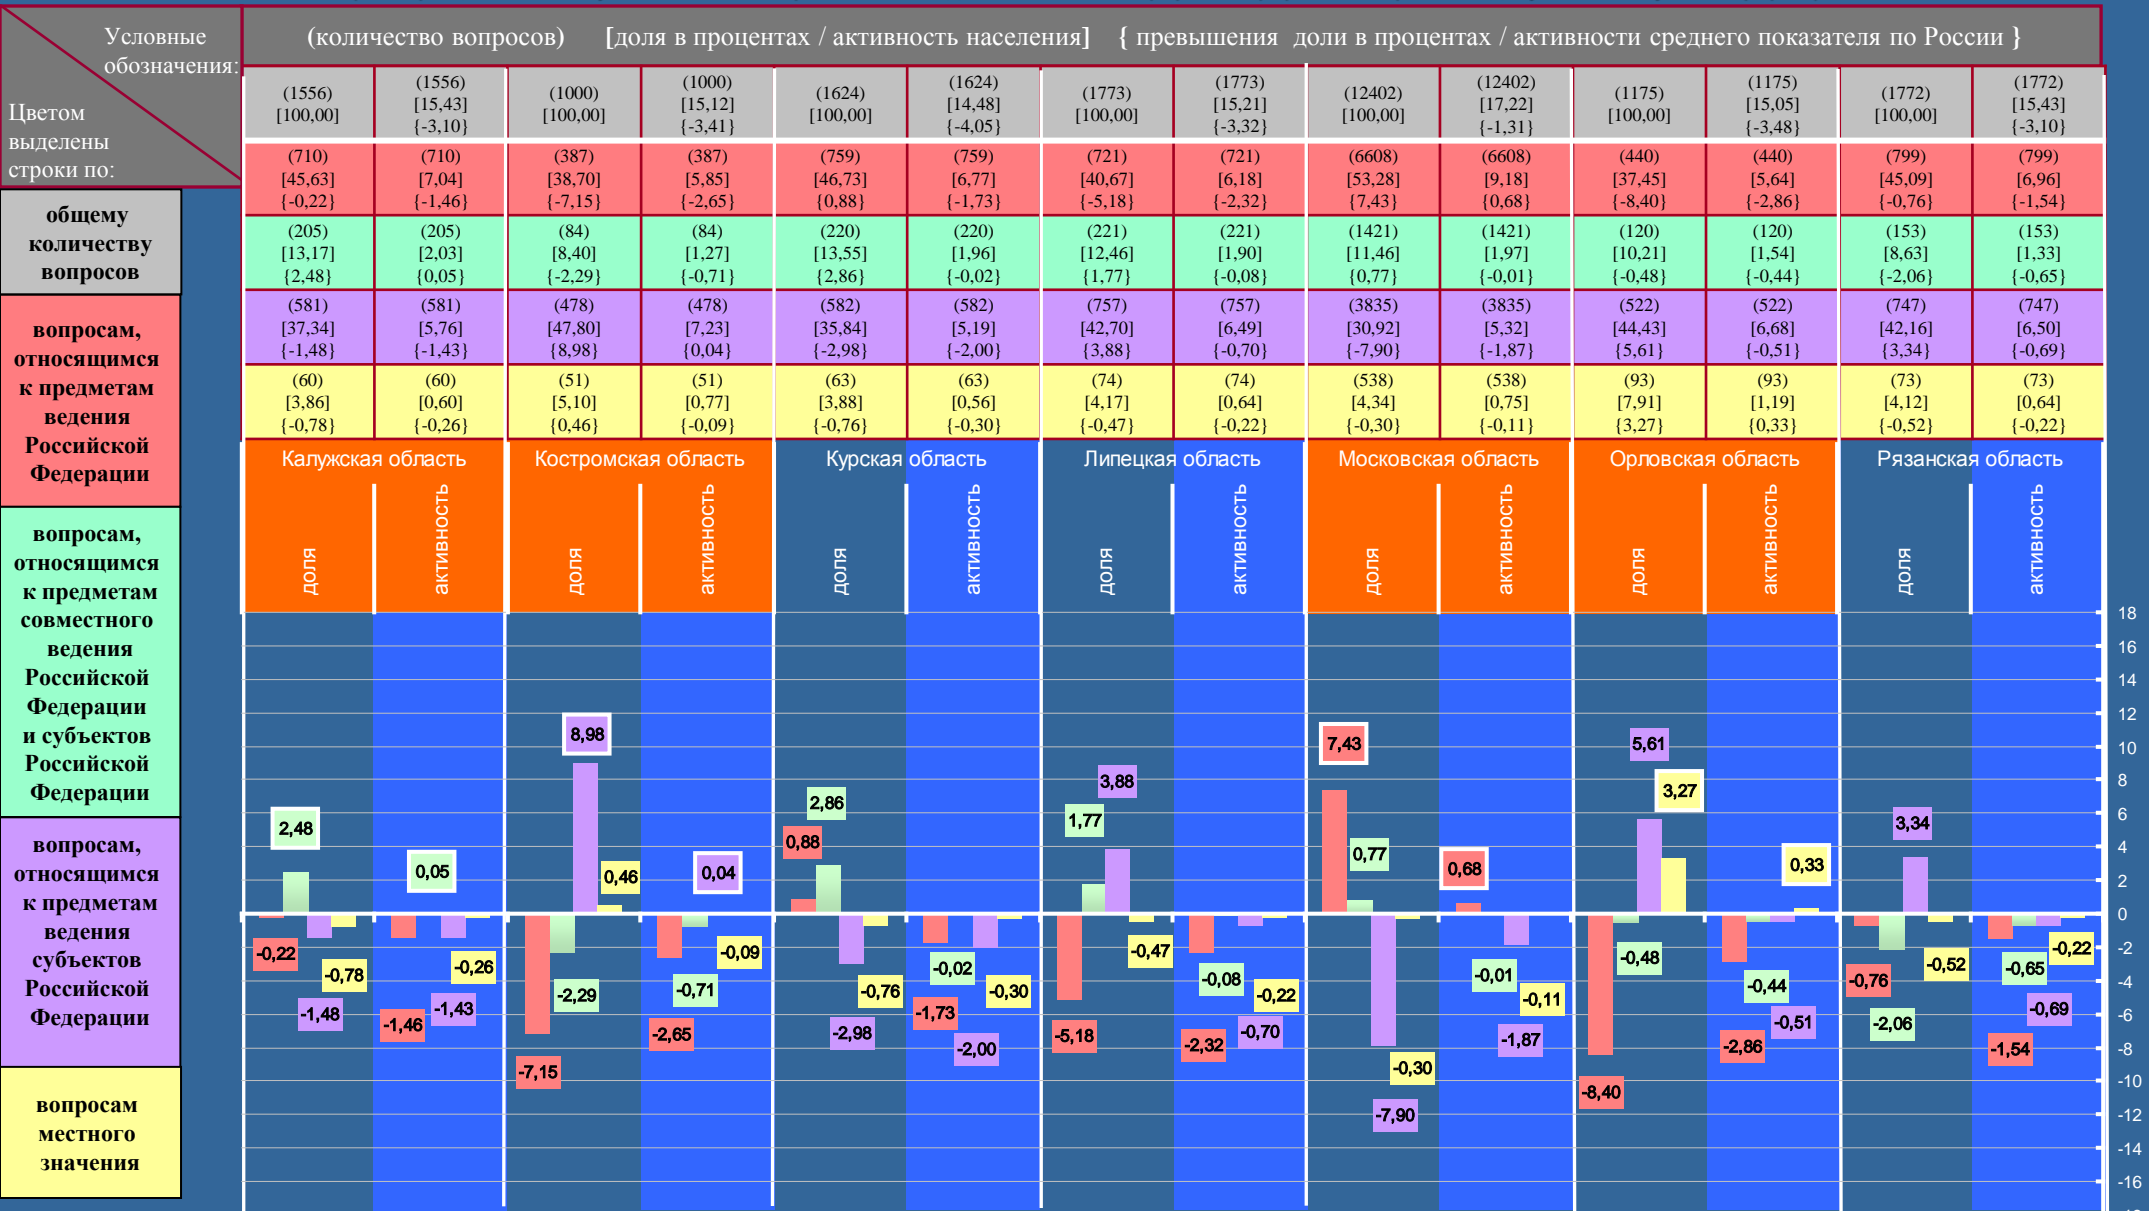 Условные
обозначения:
Цветом
выделены
строки по:
(количество вопросов) [доля в процентах / активность населения] { превышения доли в процентах / активности среднего показателя по России }
(1556) (1556) (1000) (1000) (1624) (1624) (1773) (1773) (12402) (12402) (1175) (1175) (1772) (1772)
[100,00] [15,43] [100,00] [15,12] [100,00] [14,48] [100,00] [15,21] [100,00] [17,22] [100,00] [15,05] [100,00] [15,43]
{-3,10} {-3,41} {-4,05} {-3,32} {-1,31} {-3,48} {-3,10}
(710) (710) (387) (387) (759) (759) (721) (721) (6608) (6608) (440) (440) (799) (799)
[45,63] [7,04] [38,70] [5,85] [46,73] [6,77] [40,67] [6,18] [53,28] [9,18] [37,45] [5,64] [45,09] [6,96]
{-0,22} {-1,46} {-7,15} {-2,65} {0,88} {-1,73} {-5,18} {-2,32} {7,43} {0,68} {-8,40} {-2,86} {-0,76} {-1,54}
(205) (205) (84) (84) (220) (220) (221) (221) (1421) (1421) (120) (120) (153) (153)
[13,17] [2,03] [8,40] [1,27] [13,55] [1,96] [12,46] [1,90] [11,46] [1,97] [10,21] [1,54] [8,63] [1,33]
{2,48} {0,05} {-2,29} {-0,71} {2,86} {-0,02} {1,77} {-0,08} {0,77} {-0,01} {-0,48} {-0,44} {-2,06} {-0,65}
(581) (581) (478) (478) (582) (582) (757) (757) (3835) (3835) (522) (522) (747) (747)
[37,34] [5,76] [47,80] [7,23] [35,84] [5,19] [42,70] [6,49] [30,92] [5,32] [44,43] [6,68] [42,16] [6,50]
{-1,48} {-1,43} {8,98} {0,04} {-2,98} {-2,00} {3,88} {-0,70} {-7,90} {-1,87} {5,61} {-0,51} {3,34} {-0,69}
(60) (60) (51) (51) (63) (63) (74) (74) (538) (538) (93) (93) (73) (73)
[3,86] [0,60] [5,10] [0,77] [3,88] [0,56] [4,17] [0,64] [4,34] [0,75] [7,91] [1,19] [4,12] [0,64]
{-0,78} {-0,26} {0,46} {-0,09} {-0,76} {-0,30} {-0,47} {-0,22} {-0,30} {-0,11} {3,27} {0,33} {-0,52} {-0,22}
общему
количеству
вопросов
вопросам,
относящимся
к предметам
ведения
Российской
Федерации
вопросам,
относящимся
к предметам
совместного
ведения
Российской
Федерации
и субъектов
Российской
Федерации
вопросам,
относящимся
к предметам
ведения
субъектов
Российской
Федерации
вопросам
местного
значения
Калужская область Костромская область Курская область Липецкая область Московская область Орловская область Рязанская область
доля активность доля активность доля активность доля активность доля активность доля активность доля активность
2,48
-0,22
-0,78
-1,48
0,05
-0,26
-1,43
-1,46
8,98
0,46
-2,29
-7,15
0,04
-0,09
-0,71
-2,65
2,86
0,88
-0,76
-2,98
-0,02
-0,30
-1,73
-2,00
3,88
1,77
-0,47
-5,18
-0,08
-0,22
-0,70
-2,32
7,43
0,77
-0,30
-7,90
0,68
-0,01
-0,11
-1,87
5,61
3,27
-0,48
-8,40
0,33
-0,44
-0,51
-2,86
3,34
-0,52
-0,76
-2,06
-0,22
-0,65
-0,69
-1,54
18
16
14
12
10
8
6
4
2
0
-2
-4
-6
-8
-10
-12
-14
-16